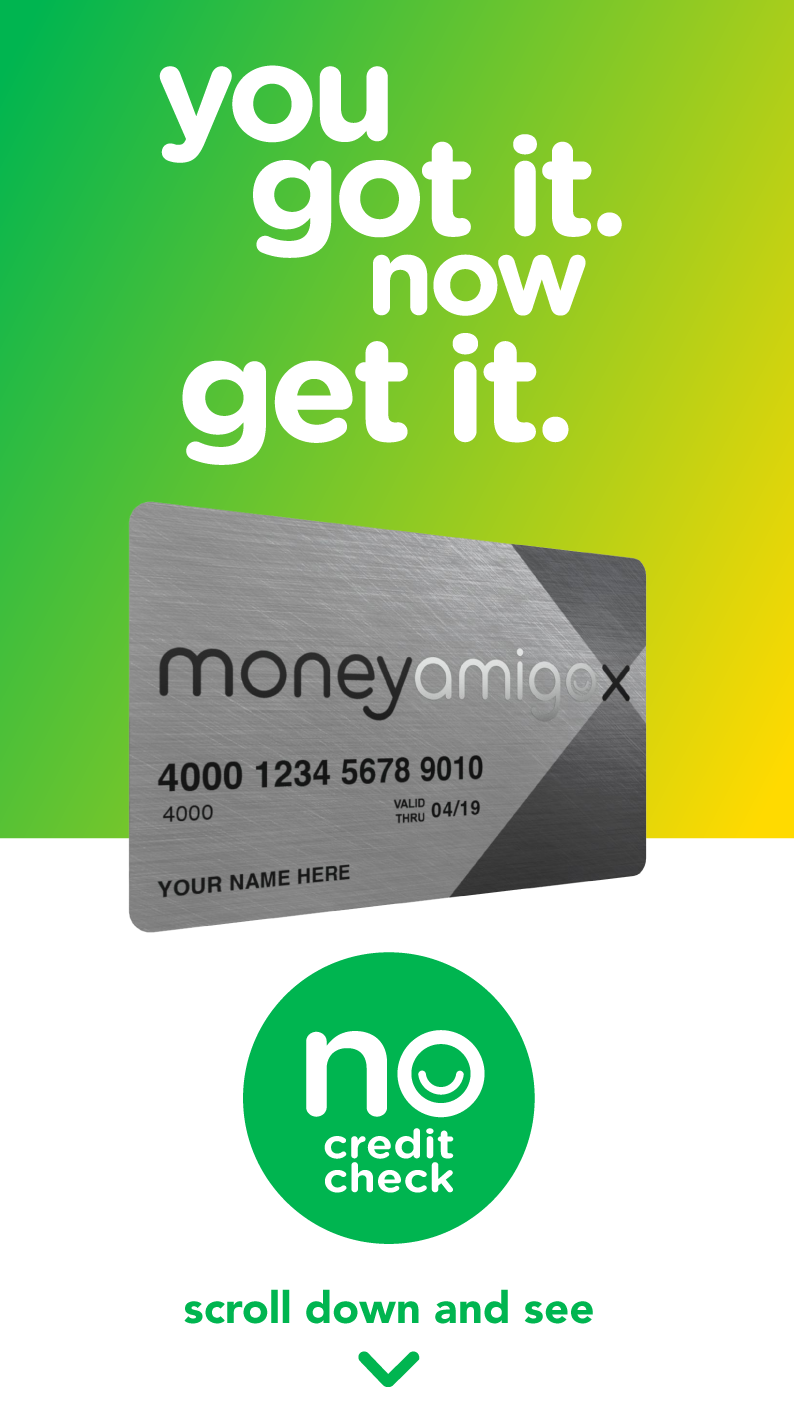 you
got it.
now
get it.
moneyamigo x
4000 1234 5678 9010
4000
VALID THRU 04/19
YOUR NAME HERE
no
credit
check
scroll down and see